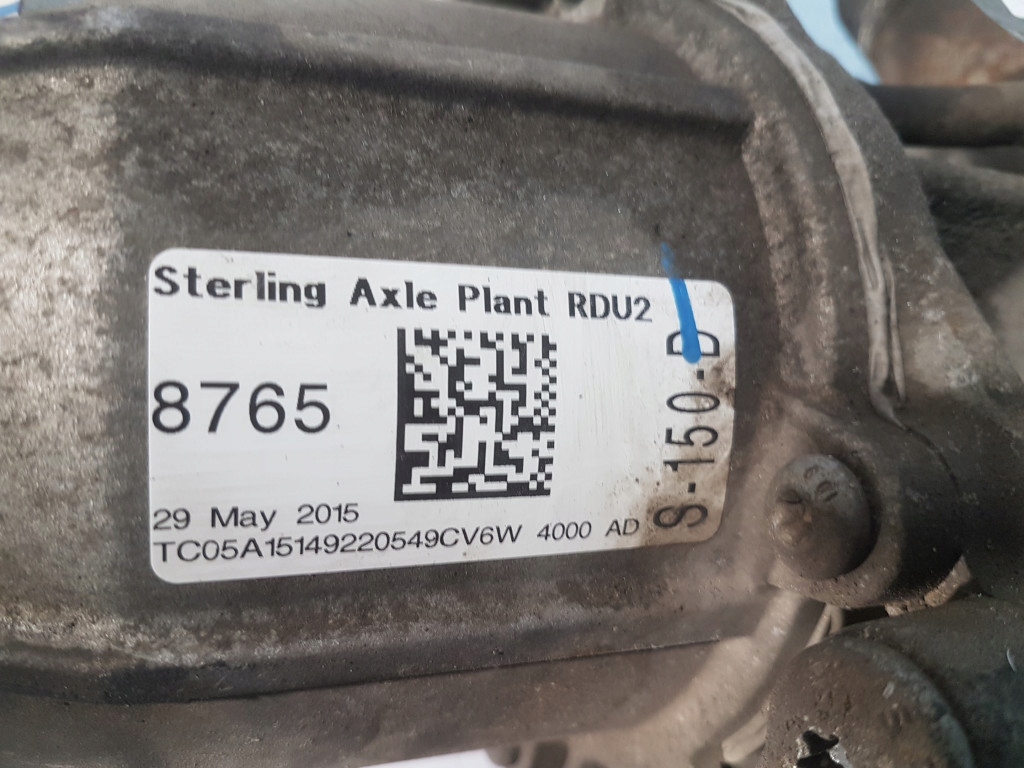 Sterling Axle Plant RDU2
8765
29 May 2015
TC05A15149220549CV6W 4000 AD
S-150-D